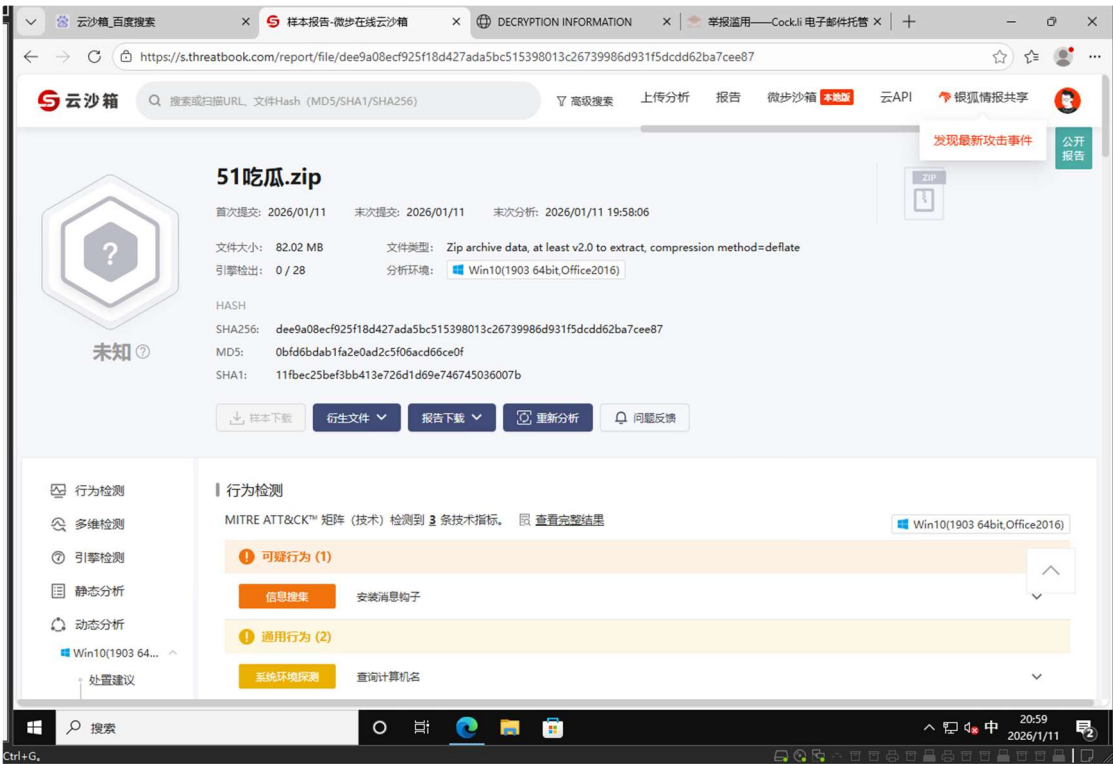 云沙箱_百度搜索 × 样本报告-微步在线云沙箱 × DECRYPTION INFORMATION × 举报滥用——Cock.li 电子邮件托管 ×
https://s.threatbook.com/report/file/dee9a08ecf925f18d427ada5bc515398013c26739986d931f5dcdd62ba7cee87
云沙箱 搜索或扫描URL、文件Hash (MD5/SHA1/SHA256) 高级搜索 上传分析 报告 微步沙箱 本地版 云API 银狐情报共享
发现最新攻击事件
公开
报告
51吃瓜.zip
ZIP
首次提交: 2026/01/11 末次提交: 2026/01/11 末次分析: 2026/01/11 19:58:06
文件大小: 82.02 MB 文件类型: Zip archive data, at least v2.0 to extract, compression method=deflate
引擎检出: 0 / 28 分析环境: Win10(1903 64bit,Office2016)
?
HASH
SHA256: dee9a08ecf925f18d427ada5bc515398013c26739986d931f5dcdd62ba7cee87
未知 ?
MD5: 0bfd6bdab1fa2e0ad2c5f06acd66ce0f
SHA1: 11fbec25bef3bb413e726d1d69e746745036007b
样本下载 衍生文件 报告下载 重新分析 问题反馈
行为检测
多维检测
引擎检测
静态分析
动态分析
Win10(1903 64...
处置建议
行为检测
MITRE ATT&CK™ 矩阵（技术）检测到 3 条技术指标。 查看完整结果
Win10(1903 64bit,Office2016)
可疑行为 (1)
信息搜集 安装消息钩子
通用行为 (2)
系统环境探测 查询计算机名
搜索
中
20:59
2026/1/11
2
Ctrl+G。